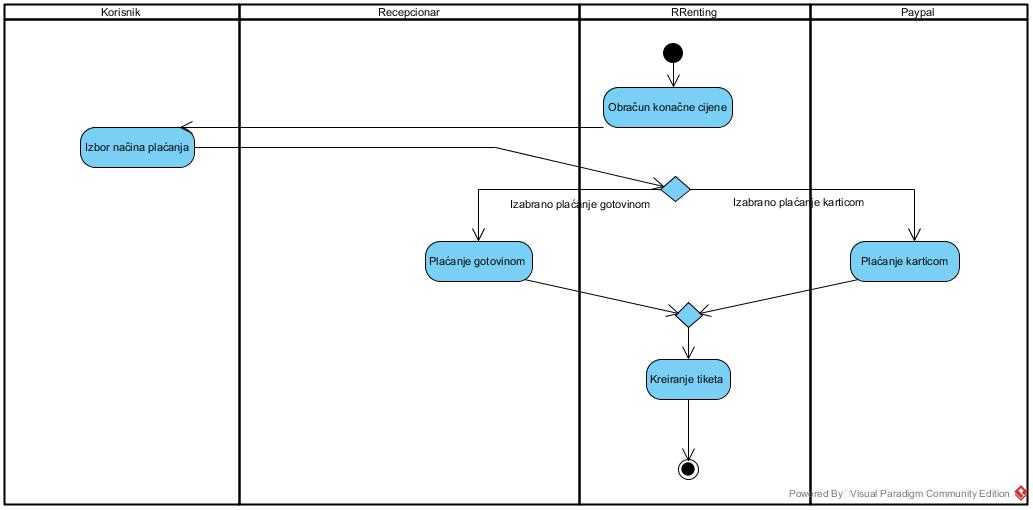 Korisnik
Recepcionar
RRenting
Paypal
Obračun konačne cijene
Izbor načina plaćanja
Izabrano plaćanje gotovinom
Izabrano plaćanje karticom
Plaćanje gotovinom
Plaćanje karticom
Kreiranje tiketa
Powered By Visual Paradigm Community Edition